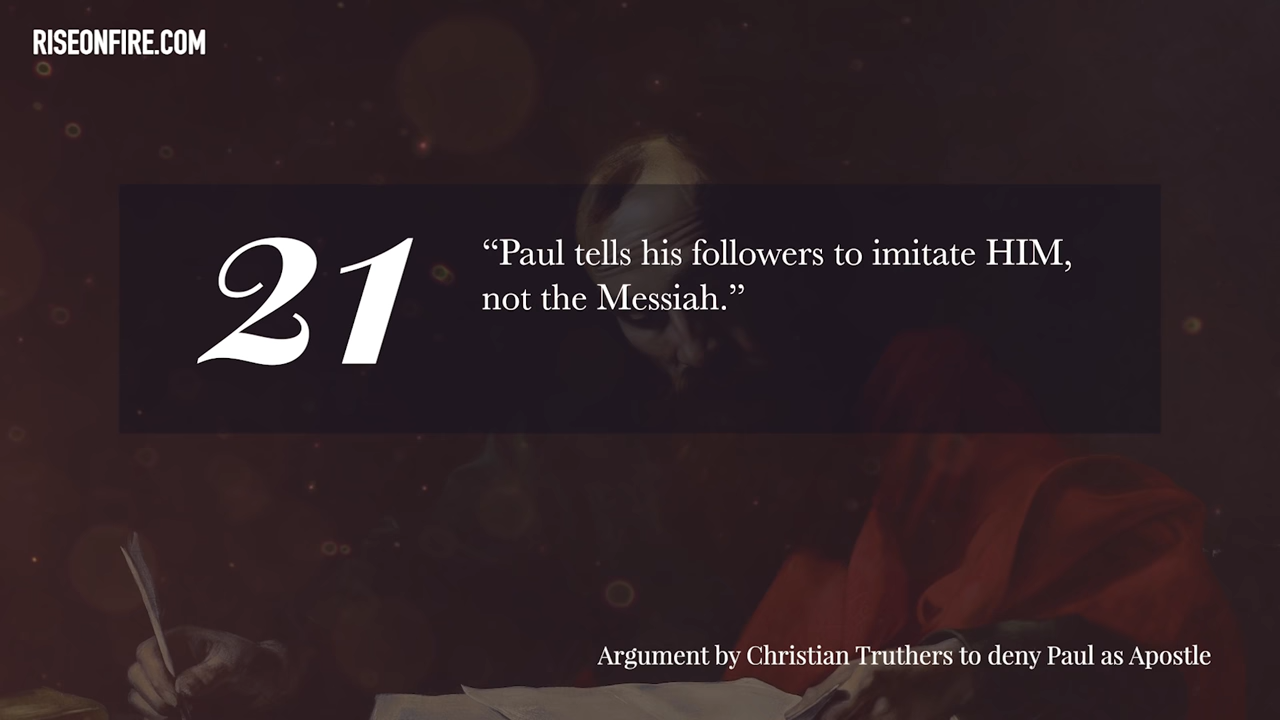 RISEONFIRE.COM
21
“Paul tells his followers to imitate HIM,
not the Messiah.”
Argument by Christian Truthers to deny Paul as Apostle